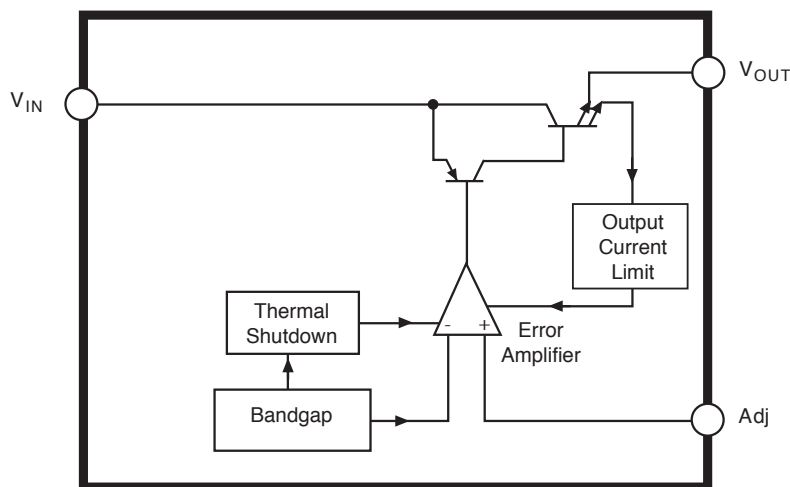 V_OUT
V_IN
Output
Current
Limit
Thermal
Shutdown
- +
Error
Amplifier
Bandgap
Adj